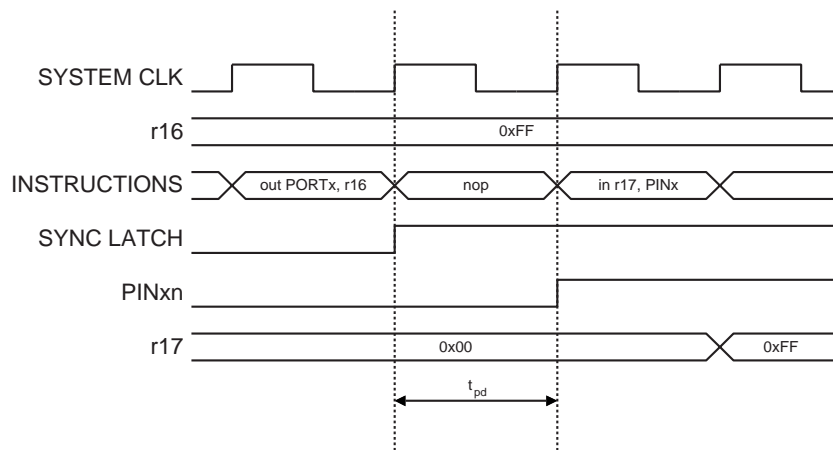 SYSTEM CLK
r16 0xFF
INSTRUCTIONS out PORTx, r16 nop in r17, PINx
SYNC LATCH
PINxn
r17 0x00 0xFF
tpd